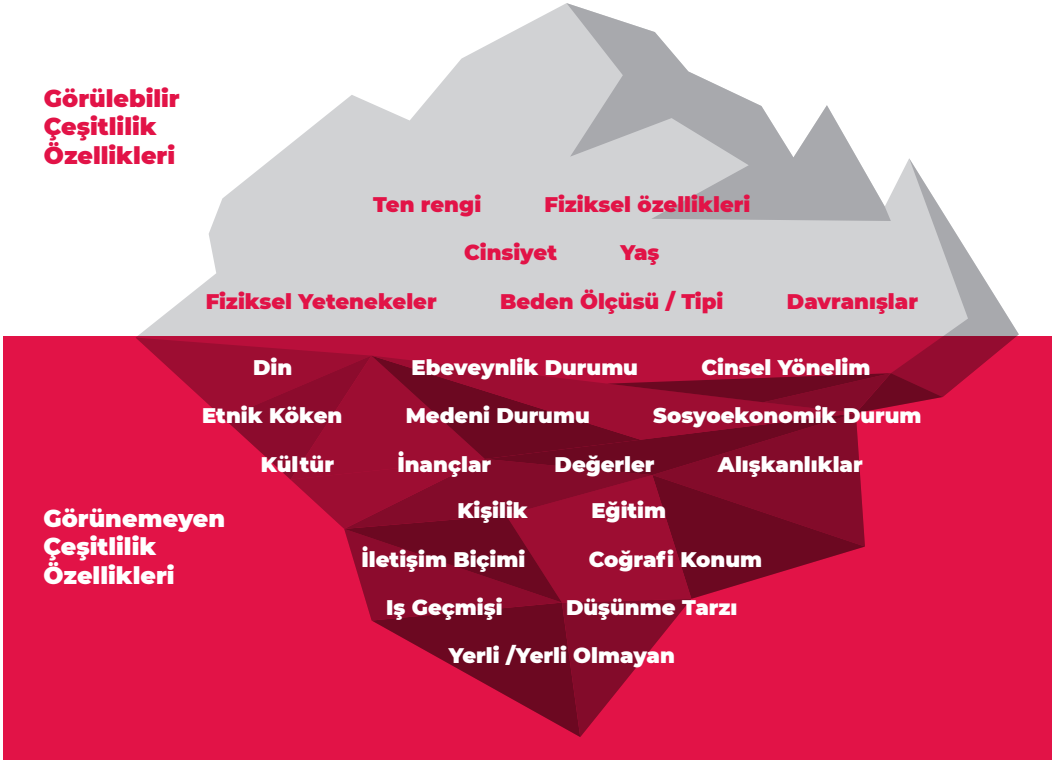 Görülebilir
Çeşitlilik
Özellikleri
Ten rengi Fiziksel özellikleri
Cinsiyet Yaş
Fiziksel Yetenekeler Beden Ölçüsü / Tipi Davranışlar
Din Ebeveynlik Durumu Cinsel Yönelim
Etnik Köken Medeni Durumu Sosyoekonomik Durum
Kültür İnançlar Değerler Alışkanlıklar
Görünemeyen
Çeşitlilik
Özellikleri
Kişilik Eğitim
İletişim Biçimi Coğrafi Konum
Iş Geçmişi Düşünme Tarzı
Yerli /Yerli Olmayan